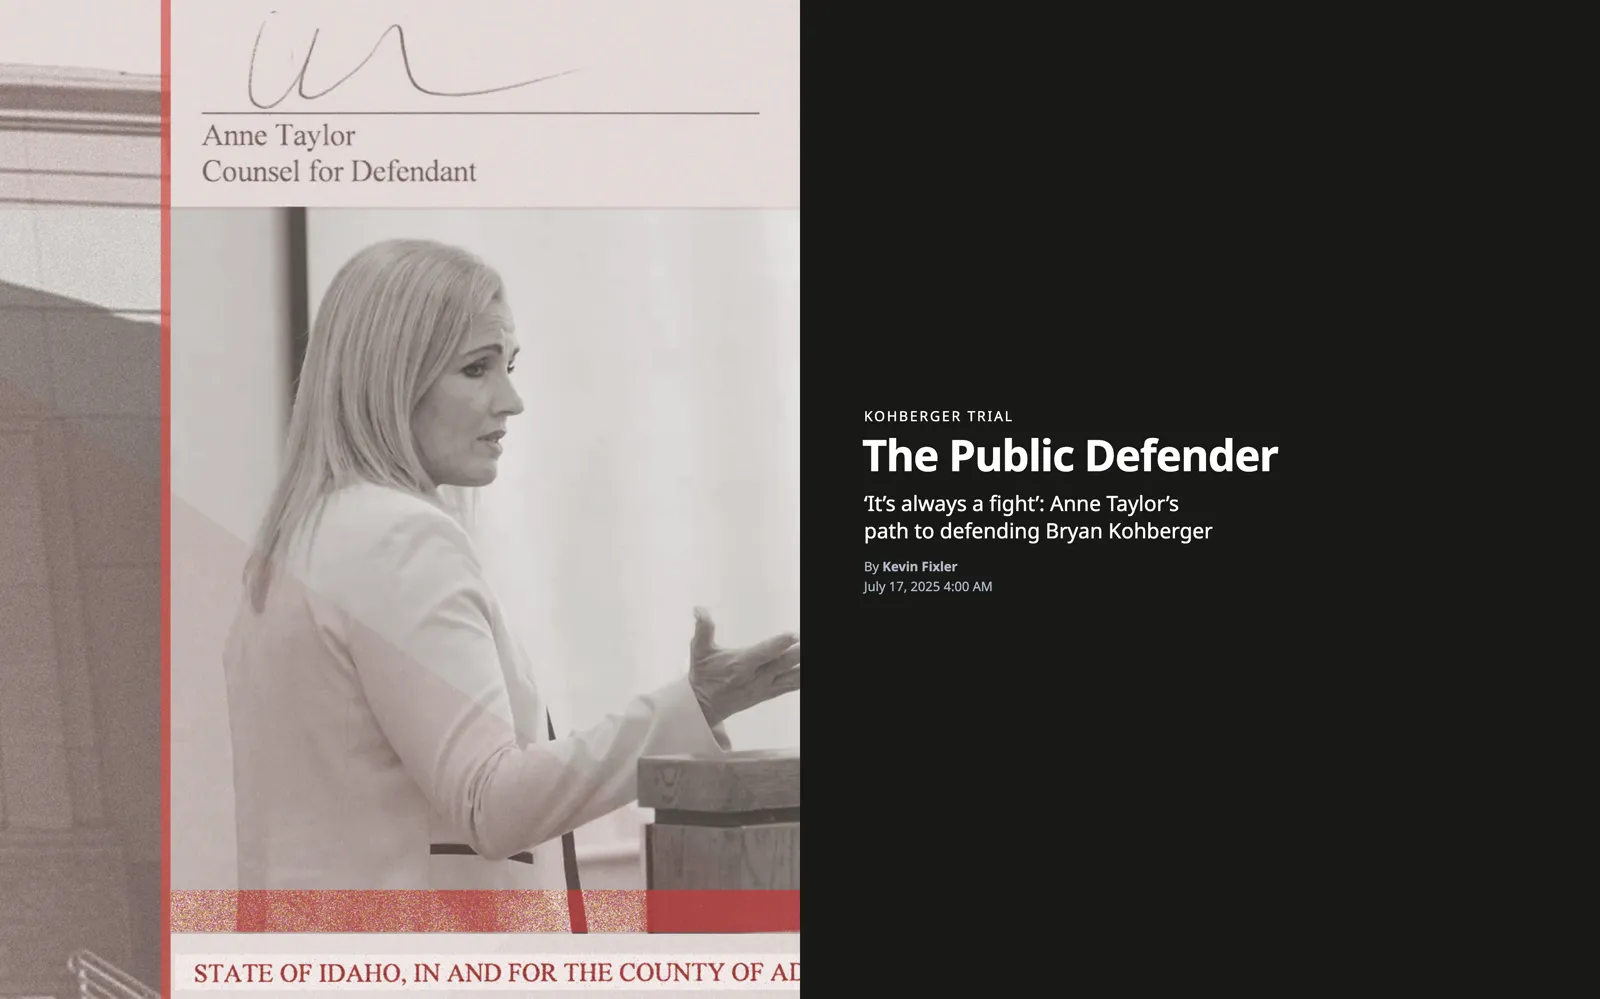 Anne Taylor
Counsel for Defendant
STATE OF IDAHO, IN AND FOR THE COUNTY OF AD
KOHBERGER TRIAL
The Public Defender
‘It’s always a fight’: Anne Taylor’s
path to defending Bryan Kohberger
By Kevin Fixler
July 17, 2025 4:00 AM